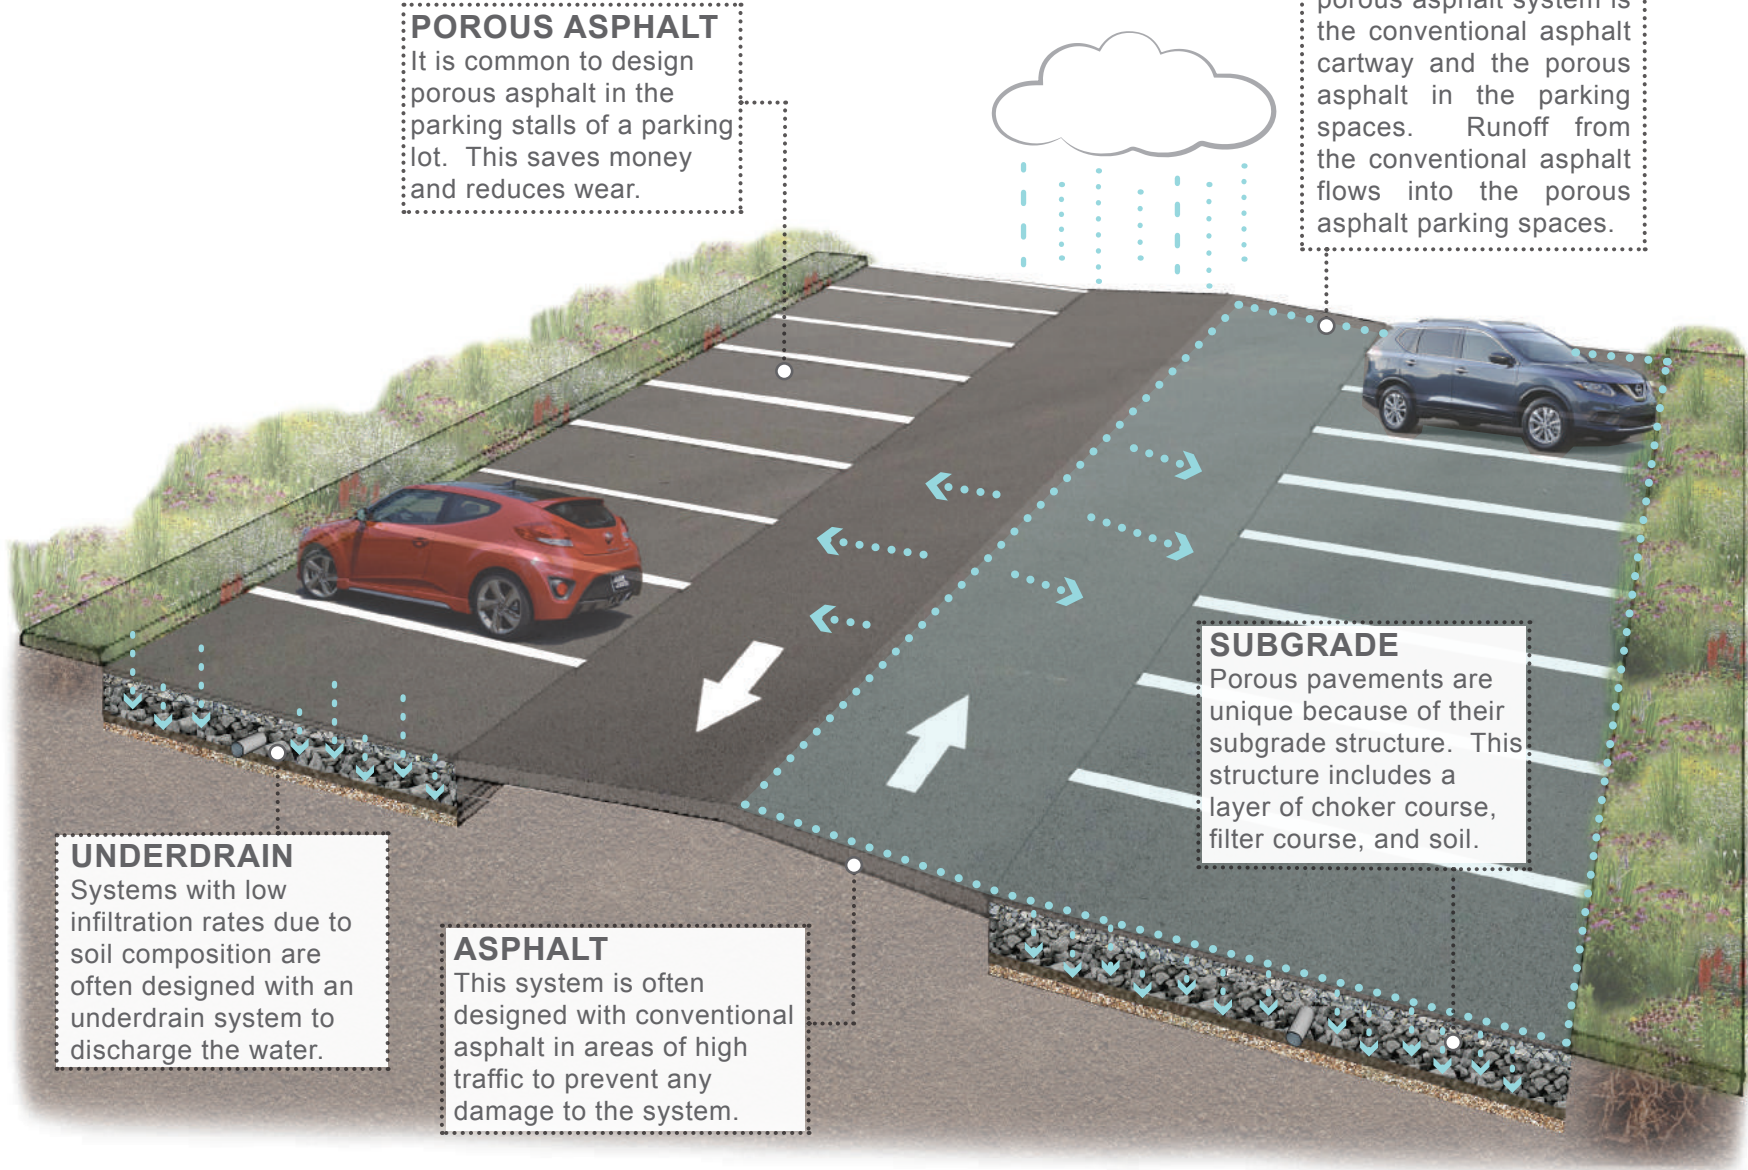 POROUS ASPHALT
It is common to design
porous asphalt in the
parking stalls of a parking
lot. This saves money
and reduces wear.
porous asphalt system is
the conventional asphalt
cartway and the porous
asphalt in the parking
spaces. Runoff from
the conventional asphalt
flows into the porous
asphalt parking spaces.
SUBGRADE
Porous pavements are
unique because of their
subgrade structure. This
structure includes a
layer of choker course,
filter course, and soil.
UNDERDRAIN
Systems with low
infiltration rates due to
soil composition are
often designed with an
underdrain system to
discharge the water.
ASPHALT
This system is often
designed with conventional
asphalt in areas of high
traffic to prevent any
damage to the system.